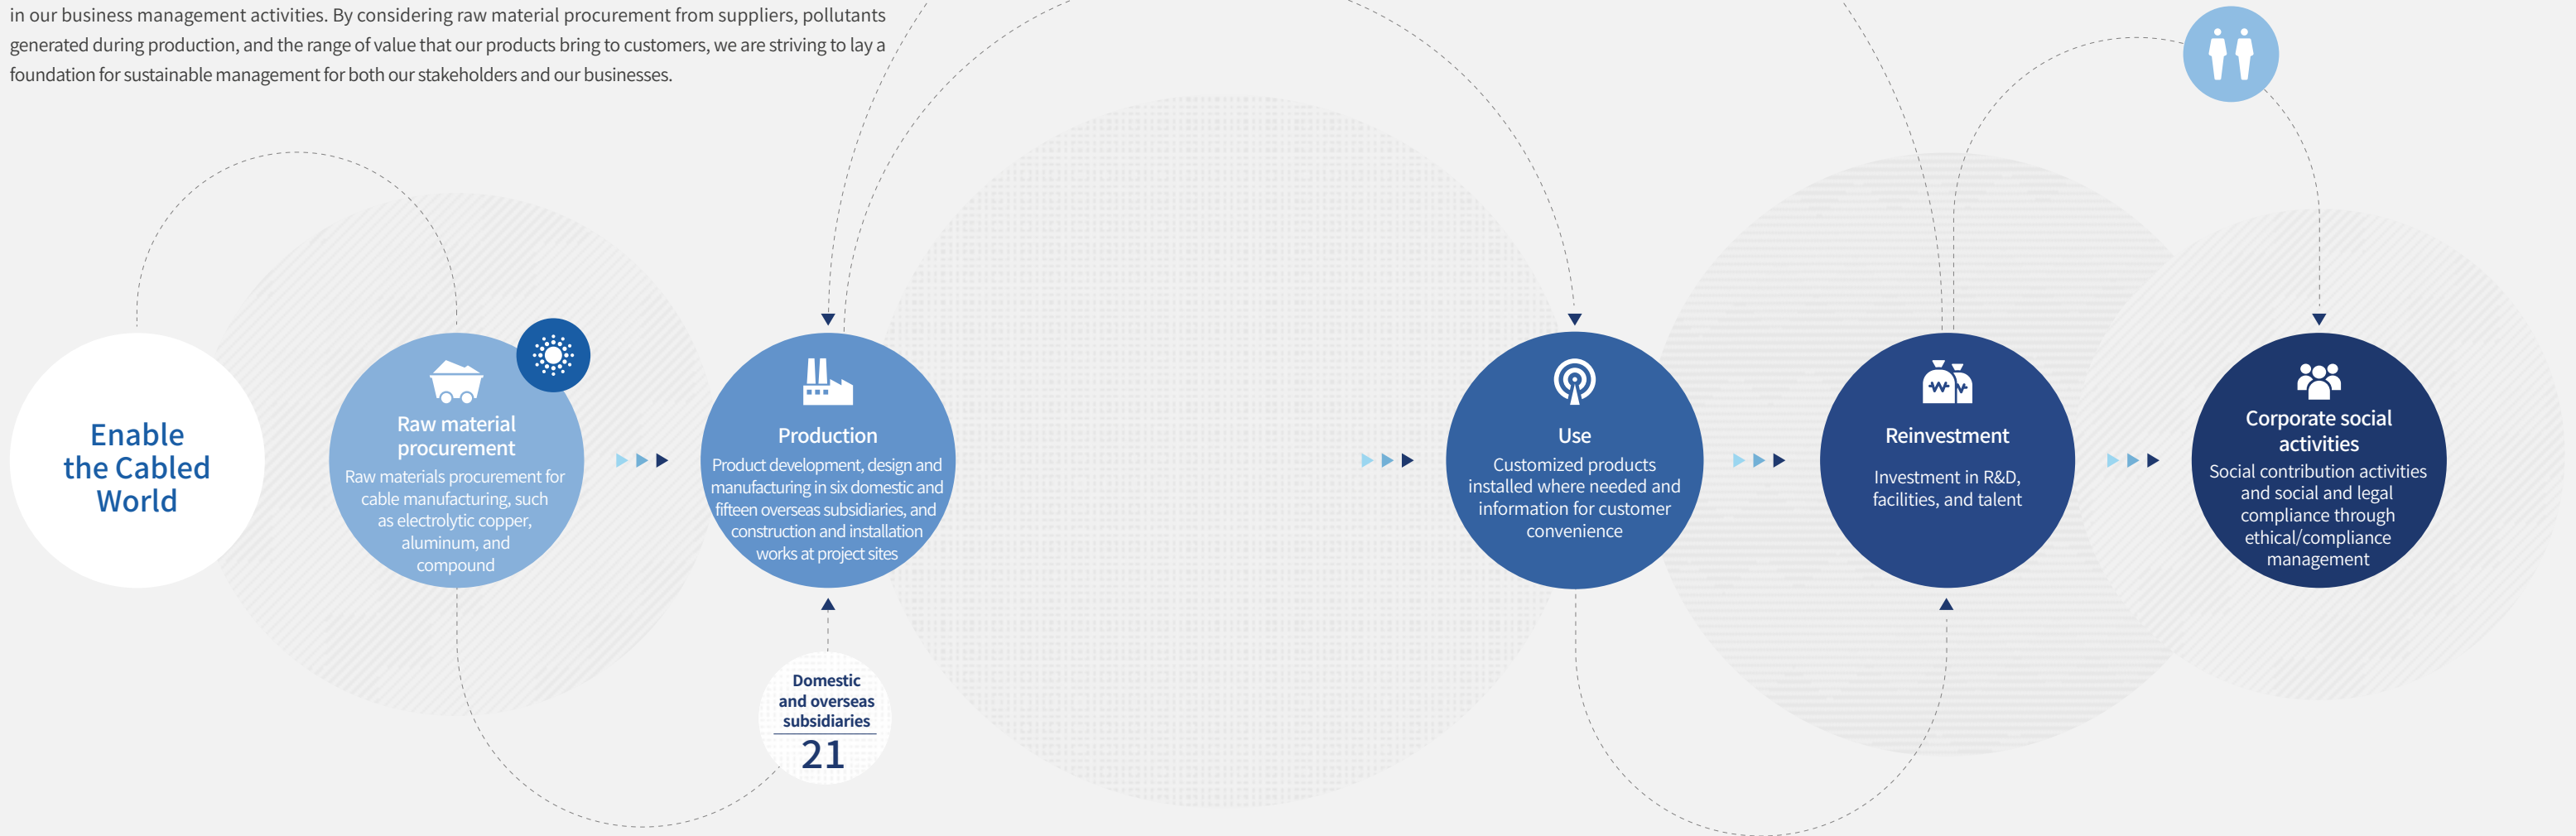 in our business management activities. By considering raw material procurement from suppliers, pollutants
generated during production, and the range of value that our products bring to customers, we are striving to lay a
foundation for sustainable management for both our stakeholders and our businesses.
Enable
the Cabled
World
Raw material
procurement
Raw materials procurement for
cable manufacturing, such
as electrolytic copper,
aluminum, and
compound
Production
Product development, design and
manufacturing in six domestic and
fifteen overseas subsidiaries, and
construction and installation
works at project sites
Domestic
and overseas
subsidiaries
21
Use
Customized products
installed where needed and
information for customer
convenience
Reinvestment
Investment in R&D,
facilities, and talent
Corporate social
activities
Social contribution activities
and social and legal
compliance through
ethical/compliance
management